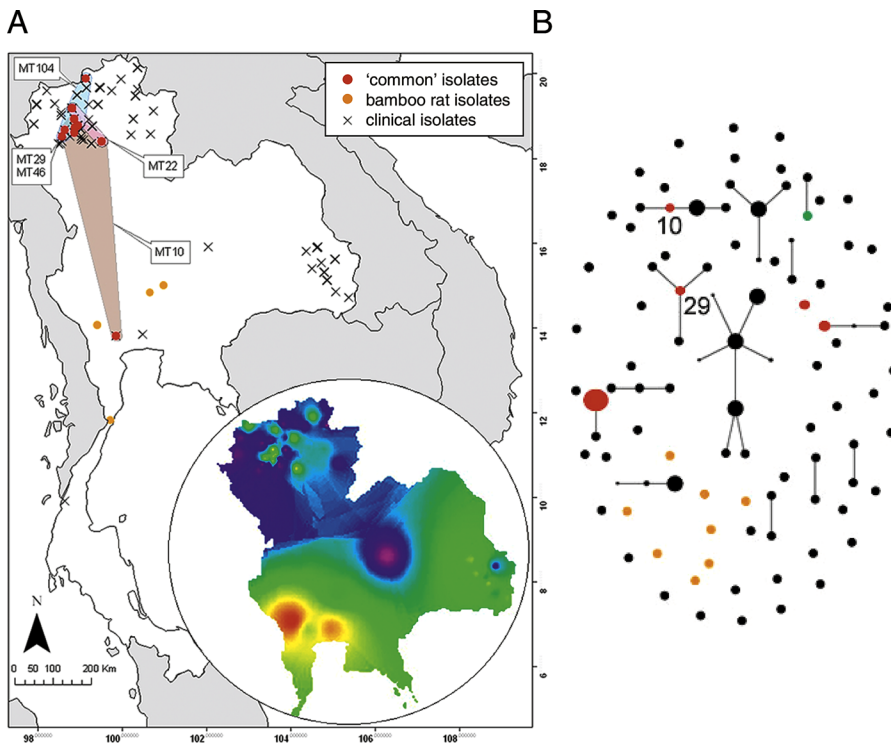 A
B
MT104
'common' isolates
bamboo rat isolates
clinical isolates
MT29
MT46
MT22
MT10
10
29
N
0 50 100 200 Km
20
18
16
14
12
10
8
6
98
100
102
104
106
108